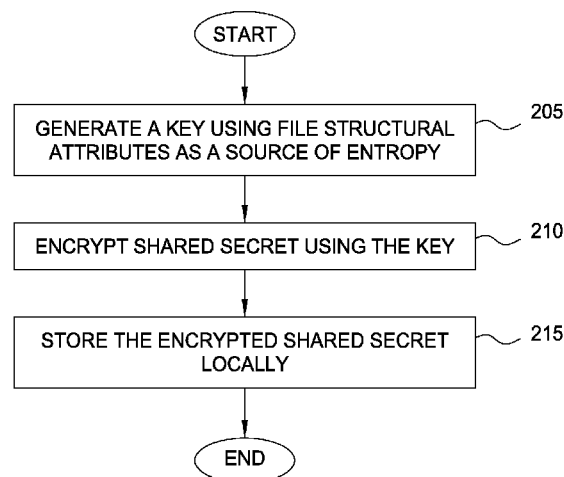 START
GENERATE A KEY USING FILE STRUCTURAL
ATTRIBUTES AS A SOURCE OF ENTROPY
205
ENCRYPT SHARED SECRET USING THE KEY
210
STORE THE ENCRYPTED SHARED SECRET
LOCALLY
215
END